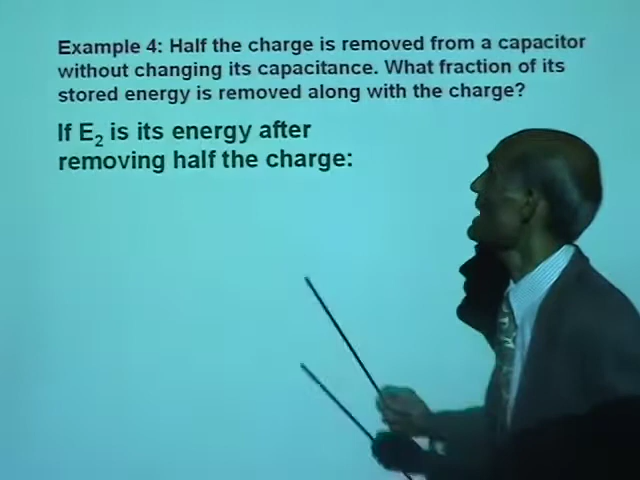 Example 4: Half the charge is removed from a capacitor
without changing its capacitance. What fraction of its
stored energy is removed along with the charge?
If E₂ is its energy after
removing half the charge: